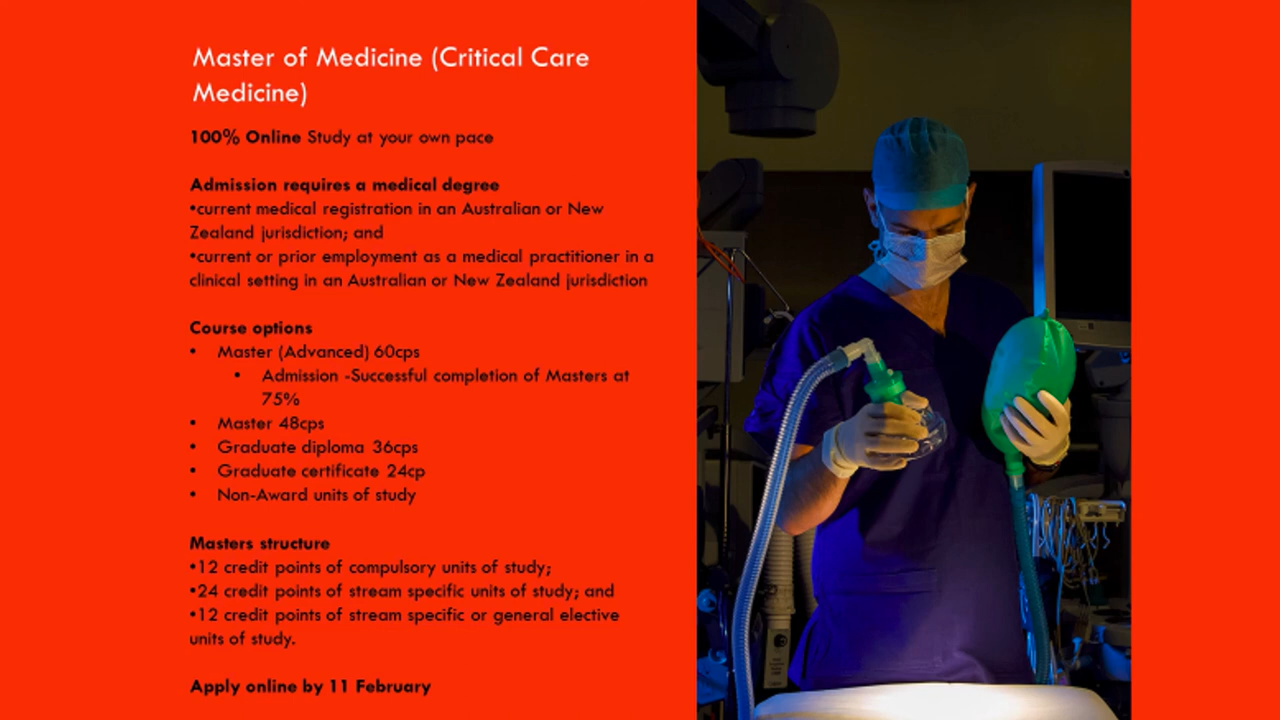 Master of Medicine (Critical Care
Medicine)
100% Online Study at your own pace
Admission requires a medical degree
•current medical registration in an Australian or New
Zealand jurisdiction; and
•current or prior employment as a medical practitioner in a
clinical setting in an Australian or New Zealand jurisdiction
Course options
• Master (Advanced) 60cps
• Admission -Successful completion of Masters at
75%
• Master 48cps
• Graduate diploma 36cps
• Graduate certificate 24cp
• Non-Award units of study
Masters structure
•12 credit points of compulsory units of study;
•24 credit points of stream specific units of study; and
•12 credit points of stream specific or general elective
units of study.
Apply online by 11 February